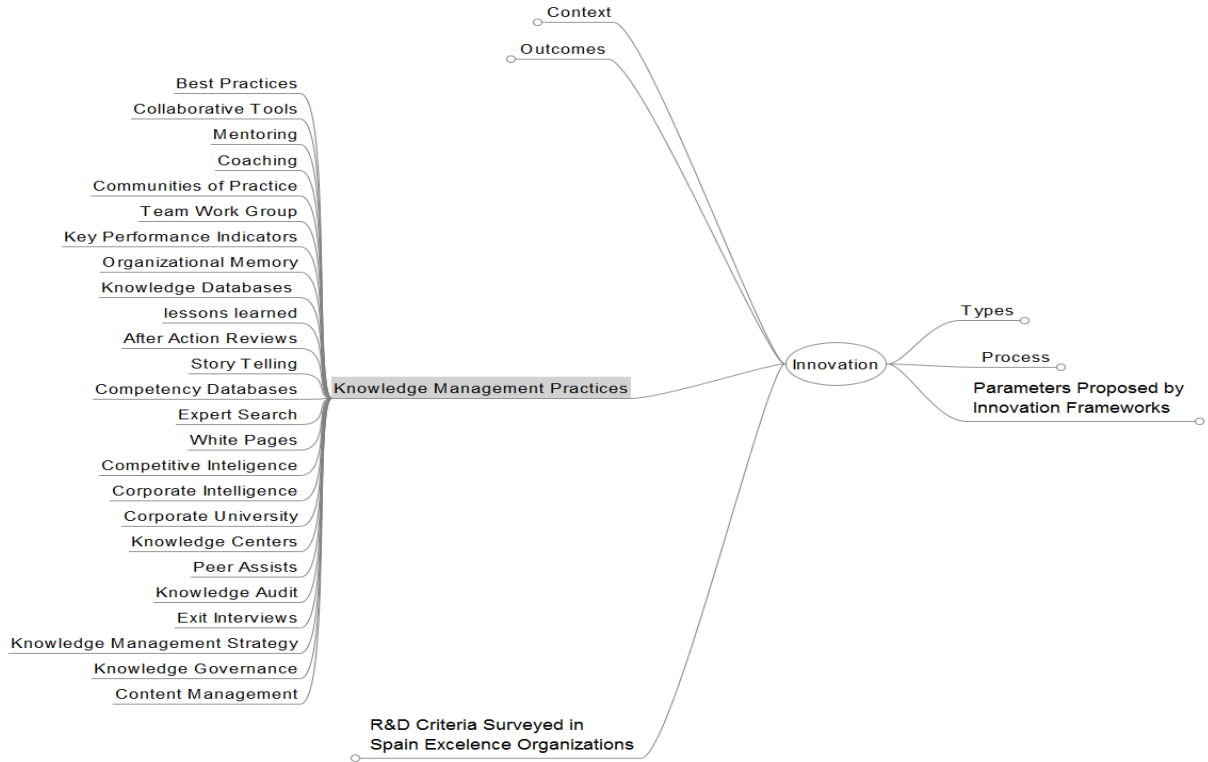 Context
Outcomes
Best Practices
Collaborative Tools
Mentoring
Coaching
Communities of Practice
Team Work Group
Key Performance Indicators
Organizational Memory
Knowledge Databases
lessons learned
After Action Reviews
Story Telling
Competency Databases
Expert Search
White Pages
Competitive Inteligence
Corporate Intelligence
Corporate University
Knowledge Centers
Peer Assists
Knowledge Audit
Exit Interviews
Knowledge Management Strategy
Knowledge Governance
Content Management
Knowledge Management Practices
R&D Criteria Surveyed in
Spain Excelence Organizations
Innovation
Types
Process
Parameters Proposed by
Innovation Frameworks